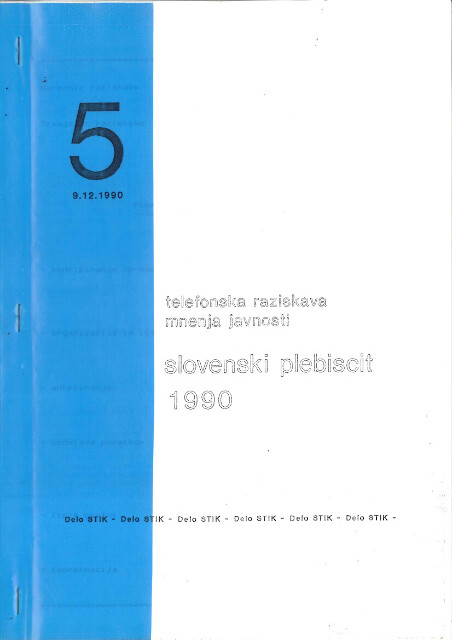 5
9.12.1990
telefonska raziskava
mnenja javnosti
slovenski plebiscit
1990
Delo STIK - Delo STIK - Delo STIK - Delo STIK - Delo STIK - Delo STIK -